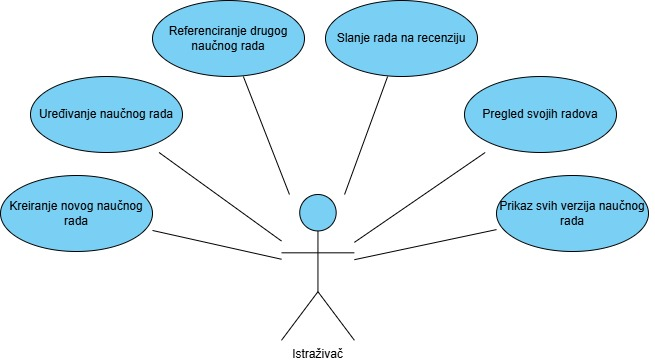 Referenciranje drugog
naučnog rada
Slanje rada na recenziju
Uređivanje naučnog rada
Pregled svojih radova
Kreiranje novog naučnog
rada
Prikaz svih verzija naučnog
rada
Istraživač